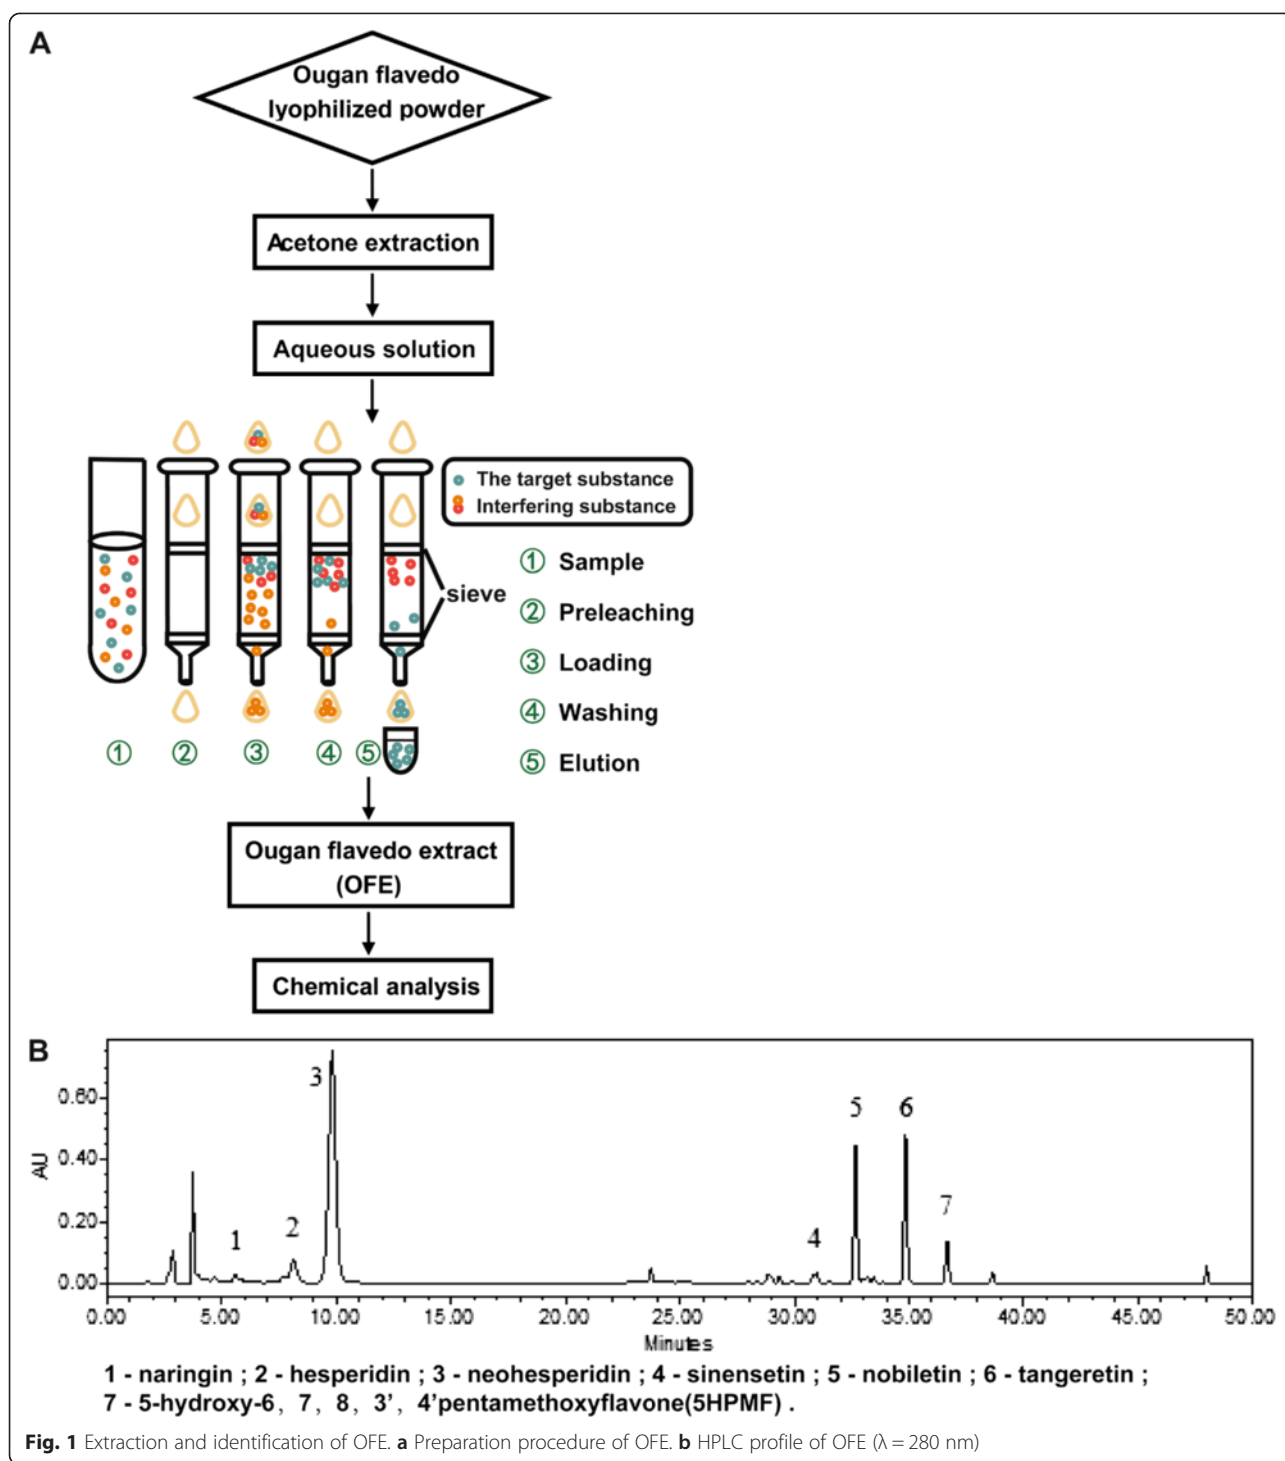 A
Ougan flavedo
lyophilized powder
Acetone extraction
Aqueous solution
The target substance
Interfering substance
sieve
① Sample
② Preleaching
③ Loading
④ Washing
⑤ Elution
① ② ③ ④ ⑤
Ougan flavedo extract
(OFE)
Chemical analysis
B
AU
0.60
0.40
0.20
0.00
1 2 3 4 5 6 7
0.00 5.00 10.00 15.00 20.00 25.00 30.00 35.00 40.00 45.00 50.00
Minutes
1 - naringin ; 2 - hesperidin ; 3 - neohesperidin ; 4 - sinensetin ; 5 - nobiletin ; 6 - tangeretin ;
7 - 5-hydroxy-6, 7, 8, 3’, 4’pentamethoxyflavone(5HPMF) .
Fig. 1 Extraction and identification of OFE. a Preparation procedure of OFE. b HPLC profile of OFE (λ = 280 nm)